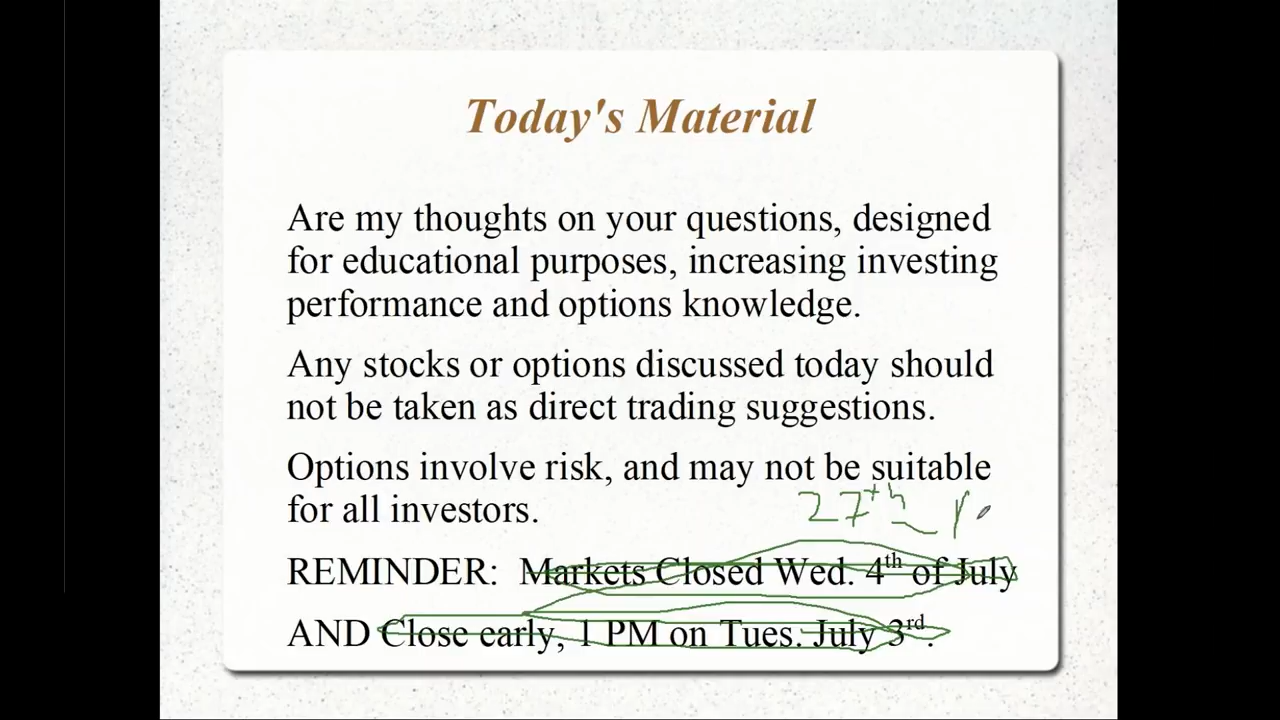 Today's Material
Are my thoughts on your questions, designed
for educational purposes, increasing investing
performance and options knowledge.
Any stocks or options discussed today should
not be taken as direct trading suggestions.
Options involve risk, and may not be suitable
for all investors.
27th
REMINDER: Markets Closed Wed. 4th of July
AND Close early, 1 PM on Tues. July 3rd.